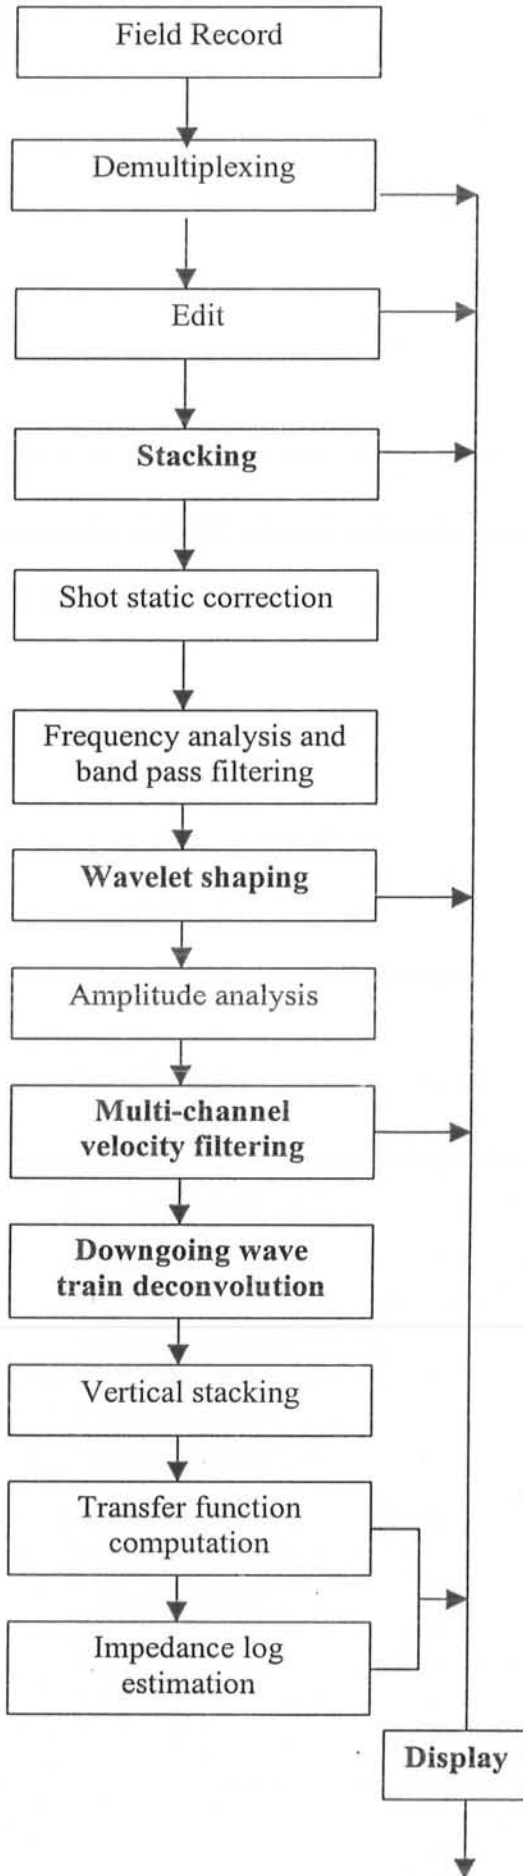 Field Record
Demultiplexing
Edit
Stacking
Shot static correction
Frequency analysis and
band pass filtering
Wavelet shaping
Amplitude analysis
Multi-channel
velocity filtering
Downgoing wave
train deconvolution
Vertical stacking
Transfer function
computation
Impedance log
estimation
Display